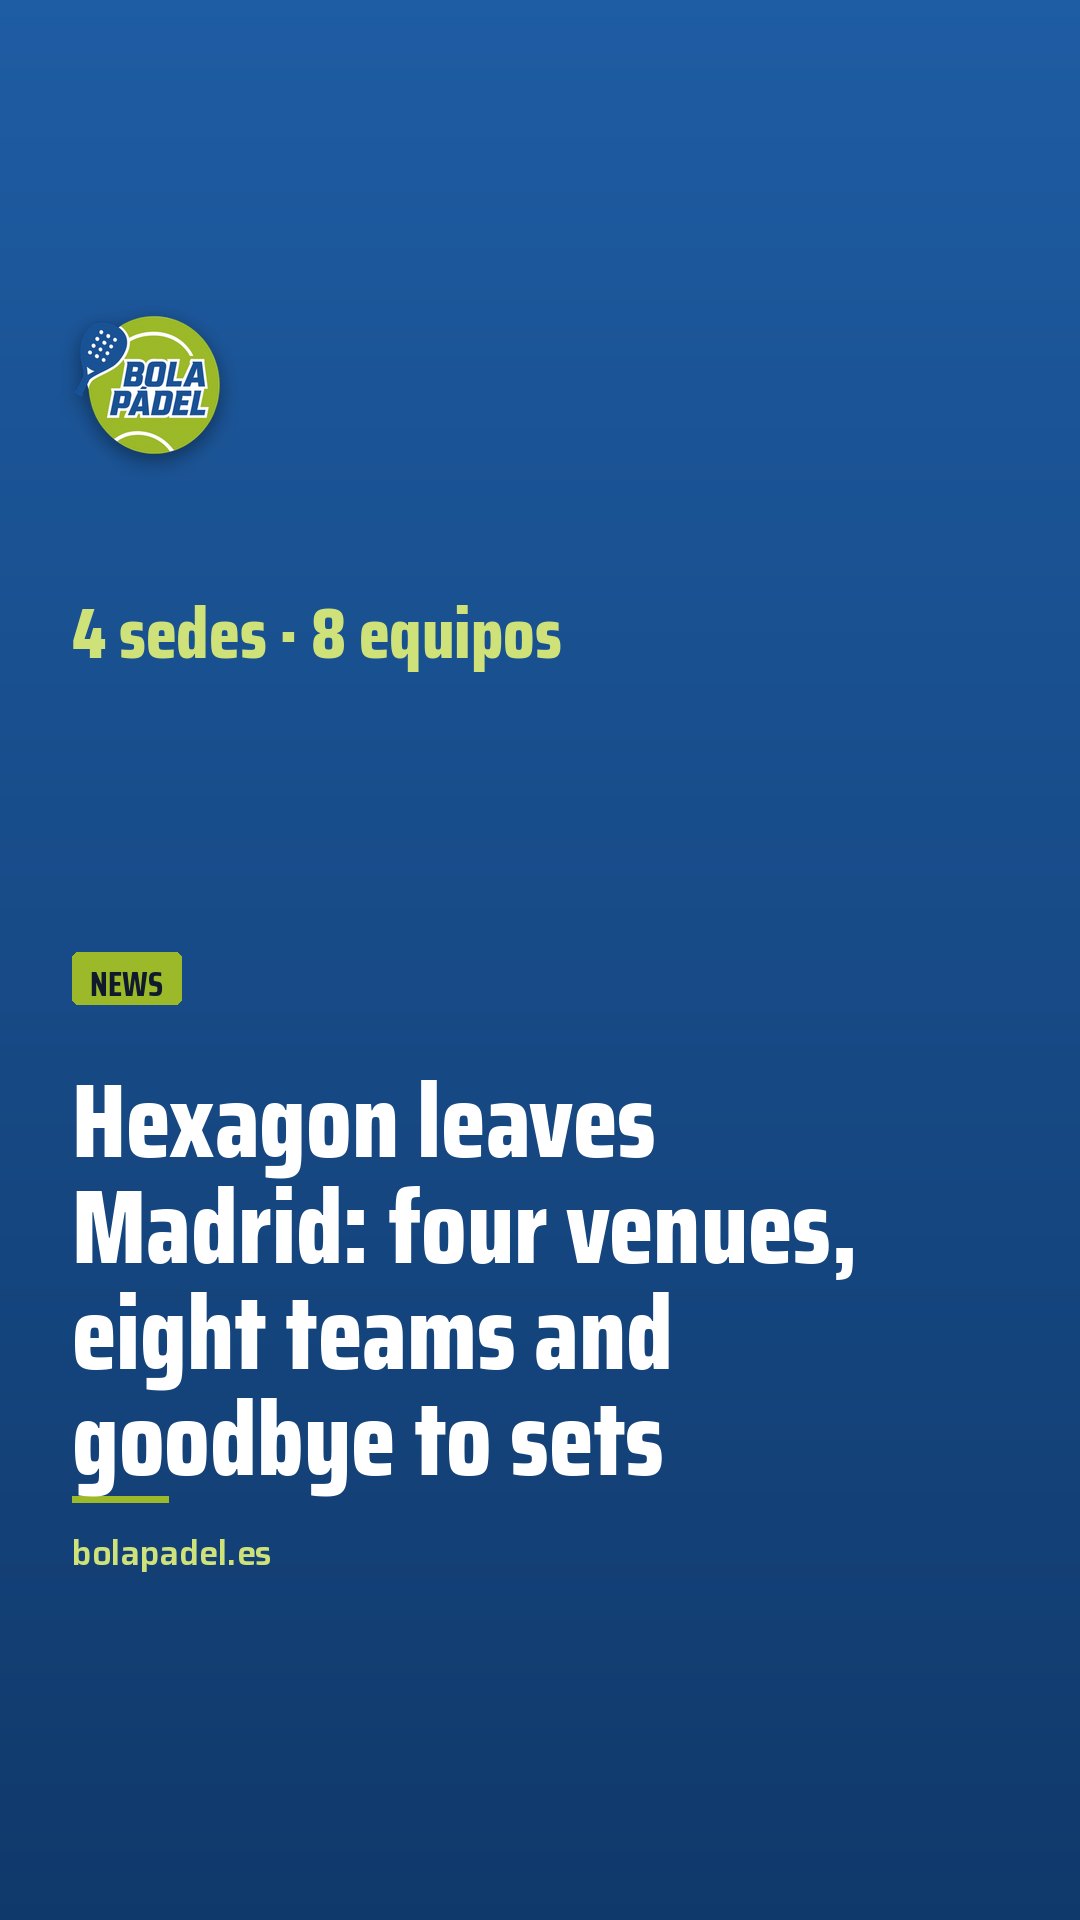 BOLA
PÁDEL
4 sedes · 8 equipos
NEWS
Hexagon leaves
Madrid: four venues,
eight teams and
goodbye to sets
bolapadel.es